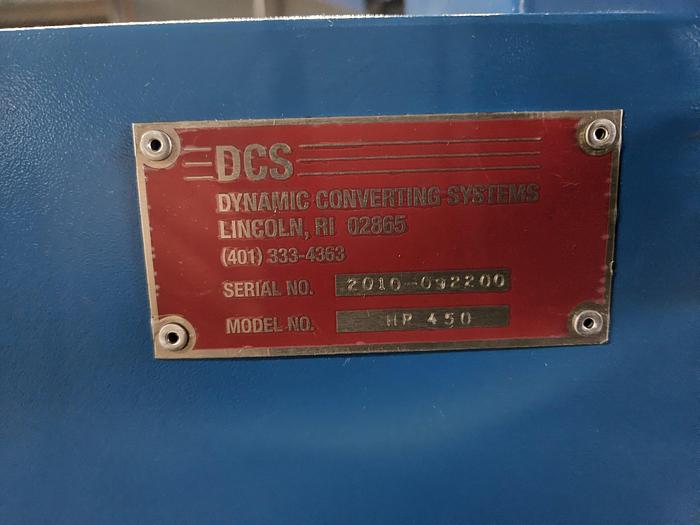 DCS
DYNAMIC CONVERTING SYSTEMS
LINCOLN, RI 02865
(401) 333-4363
SERIAL NO. 2010-092200
MODEL NO. HP 450